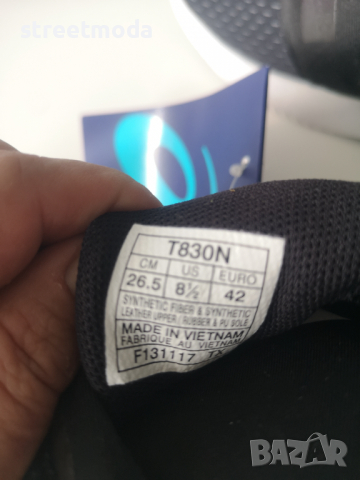 streetmoda
T830N
CM US EURO
26.5 8½ 42
SYNTHETIC FIBER & SYNTHETIC
LEATHER UPPER / RUBBER & PU SOLE
MADE IN VIETNAM
FABRIQUE AU VIETNAM
F131117
BAZAR